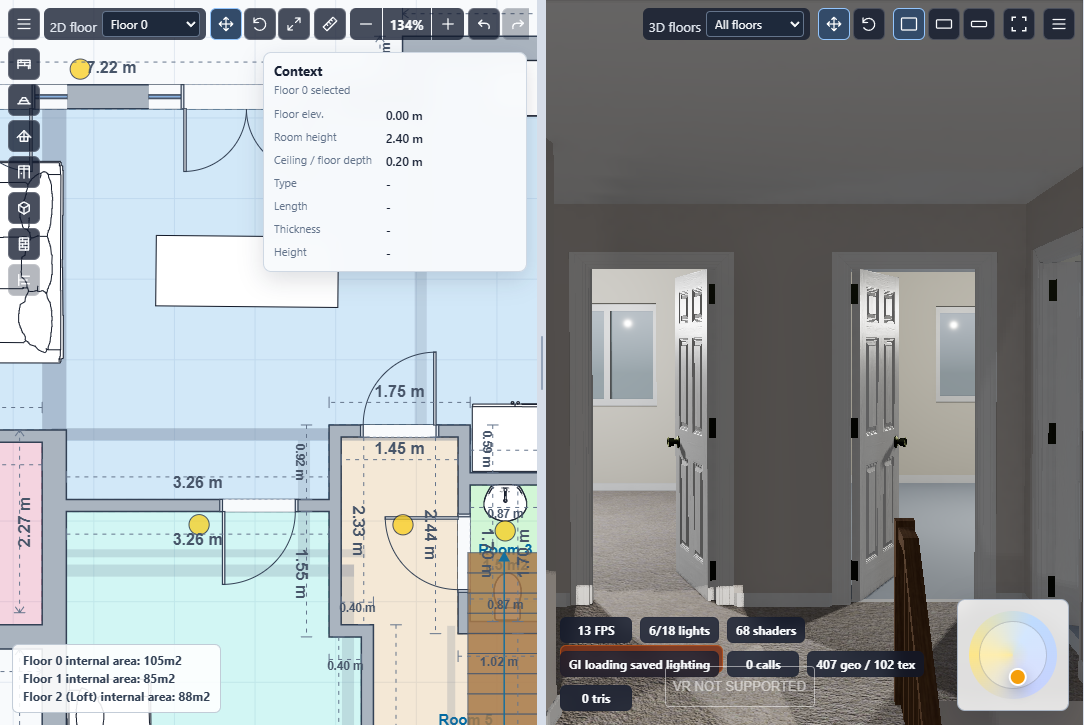 2D floor
Floor 0
134%
3D floors
All floors
7.22 m
Context
Floor 0 selected
Floor elev. 0.00 m
Room height 2.40 m
Ceiling / floor depth 0.20 m
Type -
Length -
Thickness -
Height -
1.75 m
1.45 m
0.92 m
0.59 m
3.26 m
3.26 m
2.27 m
2.33 m
2.44 m
0.87 m
1.55 m
0.40 m
0.87 m
0.40 m
1.02 m
Room 5
Floor 0 internal area: 105m2
Floor 1 internal area: 85m2
Floor 2 (Loft) internal area: 88m2
13 FPS
6/18 lights
68 shaders
GI loading saved lighting
0 calls
407 geo / 102 tex
0 tris
VR NOT SUPPORTED